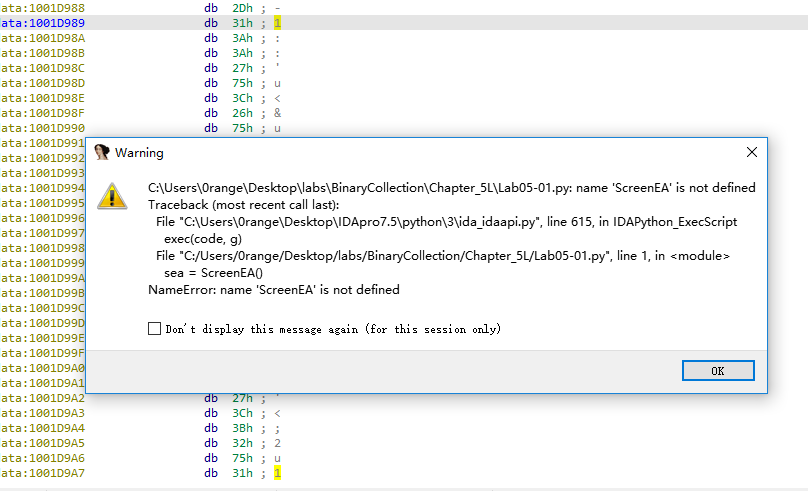 ata:1001D988 db 2Dh ; -
ata:1001D989 db 31h ; 1
ata:1001D98A db 3Ah ; :
ata:1001D98B db 3Ah ; :
ata:1001D98C db 27h ; '
ata:1001D98D db 75h ; u
ata:1001D98E db 3Ch ; <
ata:1001D98F db 26h ; &
ata:1001D990 db 75h ; u
ata:1001D991
ata:1001D992
ata:1001D993
ata:1001D994
ata:1001D995
ata:1001D996
ata:1001D997
ata:1001D998
ata:1001D999
ata:1001D99A
ata:1001D99B
ata:1001D99C
ata:1001D99D
ata:1001D99E
ata:1001D99F
ata:1001D9A0
ata:1001D9A1
Warning
C:\Users\0range\Desktop\labs\BinaryCollection\Chapter_5L\Lab05-01.py: name 'ScreenEA' is not defined
Traceback (most recent call last):
File "C:\Users\0range\Desktop\IDApro7.5\python\3\ida_idaapi.py", line 615, in IDAPython_ExecScript
exec(code, g)
File "C:/Users/0range/Desktop/labs/BinaryCollection/Chapter_5L/Lab05-01.py", line 1, in <module>
sea = ScreenEA()
NameError: name 'ScreenEA' is not defined
Don't display this message again (for this session only)
OK
ata:1001D9A2 db 27h ; '
ata:1001D9A3 db 3Ch ; <
ata:1001D9A4 db 3Bh ; ;
ata:1001D9A5 db 32h ; 2
ata:1001D9A6 db 75h ; u
ata:1001D9A7 db 31h ; 1